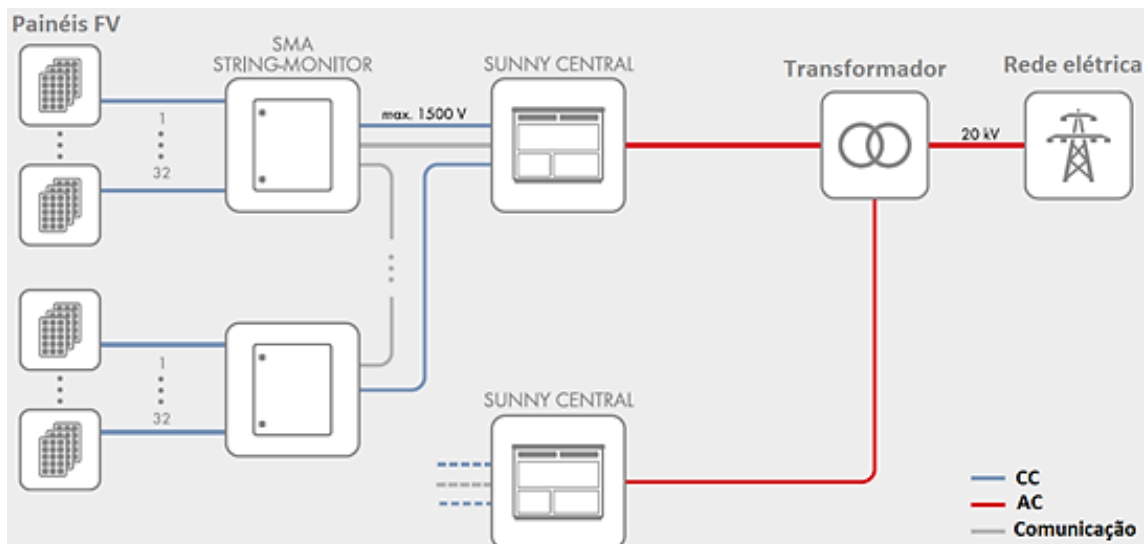 Painéis FV
SMA
STRING-MONITOR
SUNNY CENTRAL
Transformador
Rede elétrica
max. 1500 V
20 kV
1
32
1
32
SUNNY CENTRAL
CC
AC
Comunicação